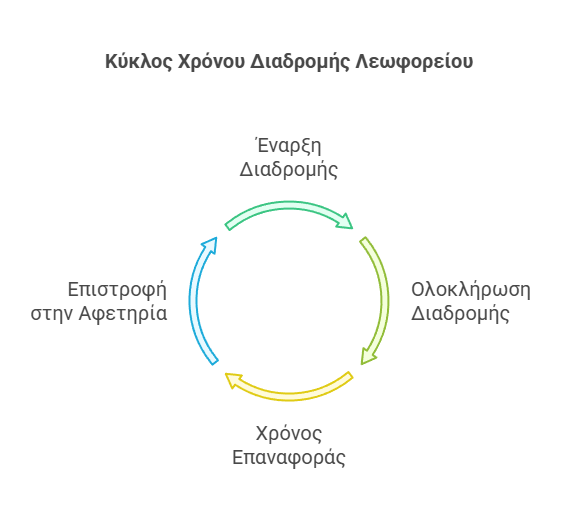 Κύκλος Χρόνου Διαδρομής Λεωφορείου
Έναρξη
Διαδρομής
Ολοκλήρωση
Διαδρομής
Χρόνος
Επαναφοράς
Επιστροφή
στην Αφετηρία